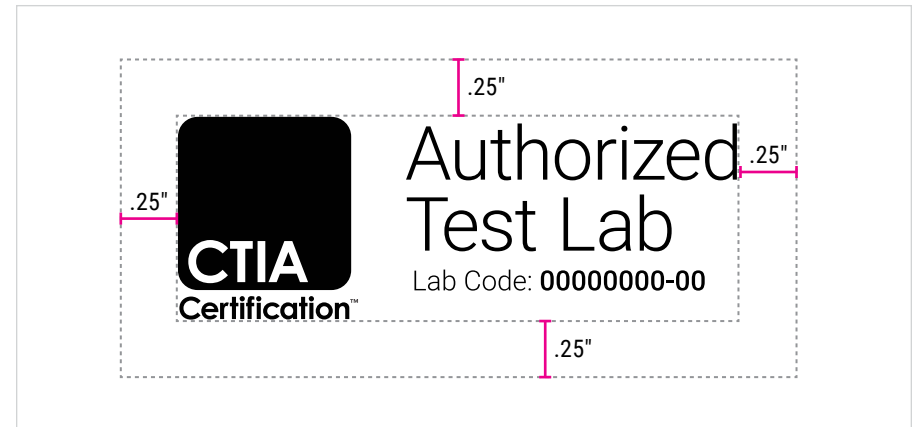 .25"
Authorized
.25"
.25"
Test Lab
CTIA
Lab Code: 00000000-00
Certification™
.25"